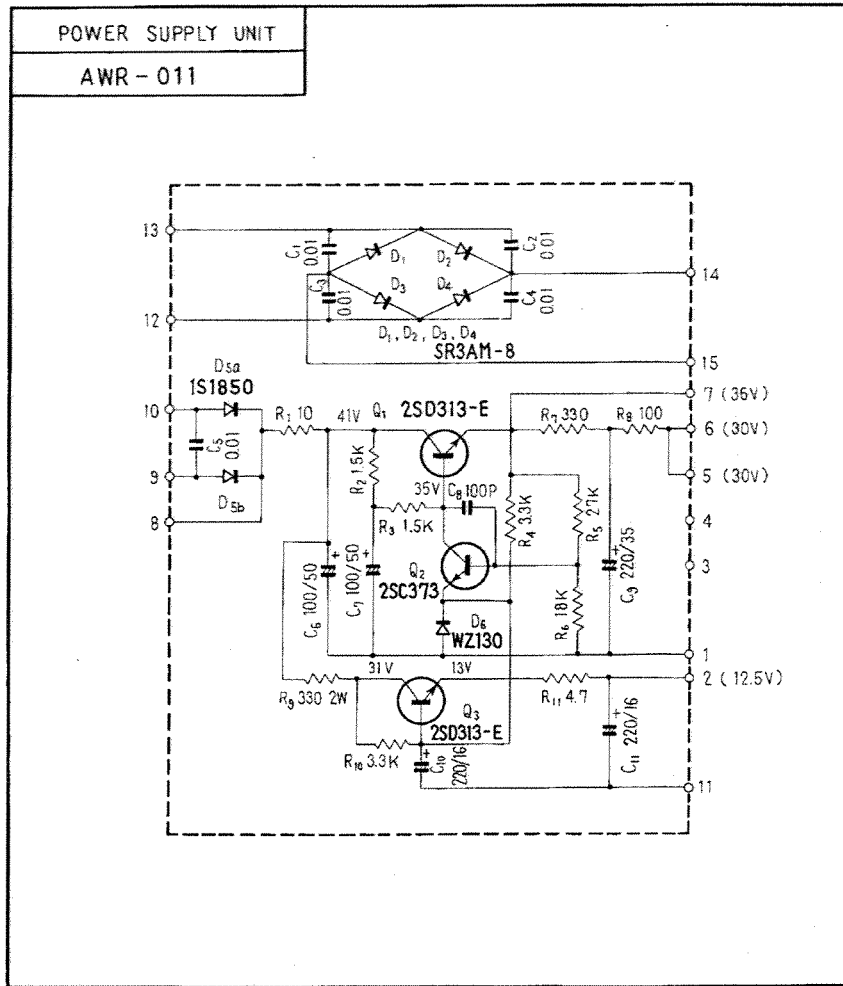 POWER SUPPLY UNIT
AWR-011
13
C1 0.01
D1
D2
C2 0.01
14
C3 0.01
D3
D4
C4 0.01
12
D1, D2, D3, D4
SR3AM-8
15
D5a
1S1850
7 (35V)
10
R1 10
41V
Q1
2SD313-E
R7 330
R8 100
6 (30V)
C5 0.01
R2 1.5K
9
35V
C8 100P
5 (30V)
D5b
R3 1.5K
R4 3.3K
R5 27K
8
4
C6 100/50
C7 100/50
Q2
2SC373
C9 220/35
3
D6
WZ130
R6 18K
1
31V
13V
2 (12.5V)
R9 330 2W
Q3
2SD313-E
R11 4.7
R10 3.3K
C10 220/16
C11 220/16
11